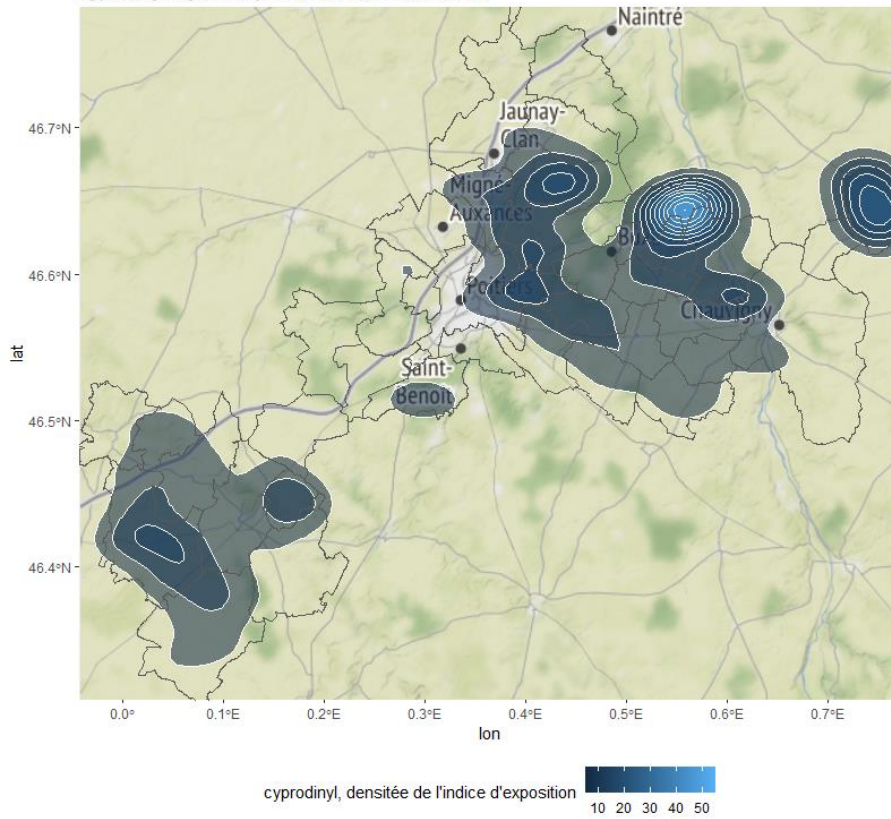 Naintré
46.7°N
Jaunay-
Clan
Migné-
Auxances
46.6°N
Poitiers
Chauvigny
lat
Saint-
Benoit
46.5°N
46.4°N
0.0°
0.1°E
0.2°E
0.3°E
0.4°E
0.5°E
0.6°E
0.7°E
lon
cyprodinyl, densitée de l'indice d'exposition
10 20 30 40 50